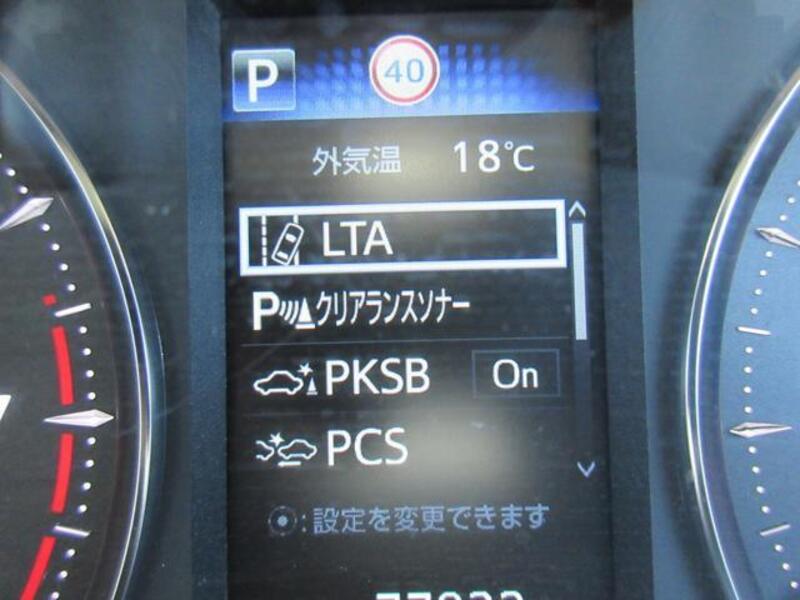 P
40
外気温 18℃
LTA
Pクリアランスソナー
PKSB On
PCS
:設定を変更できます